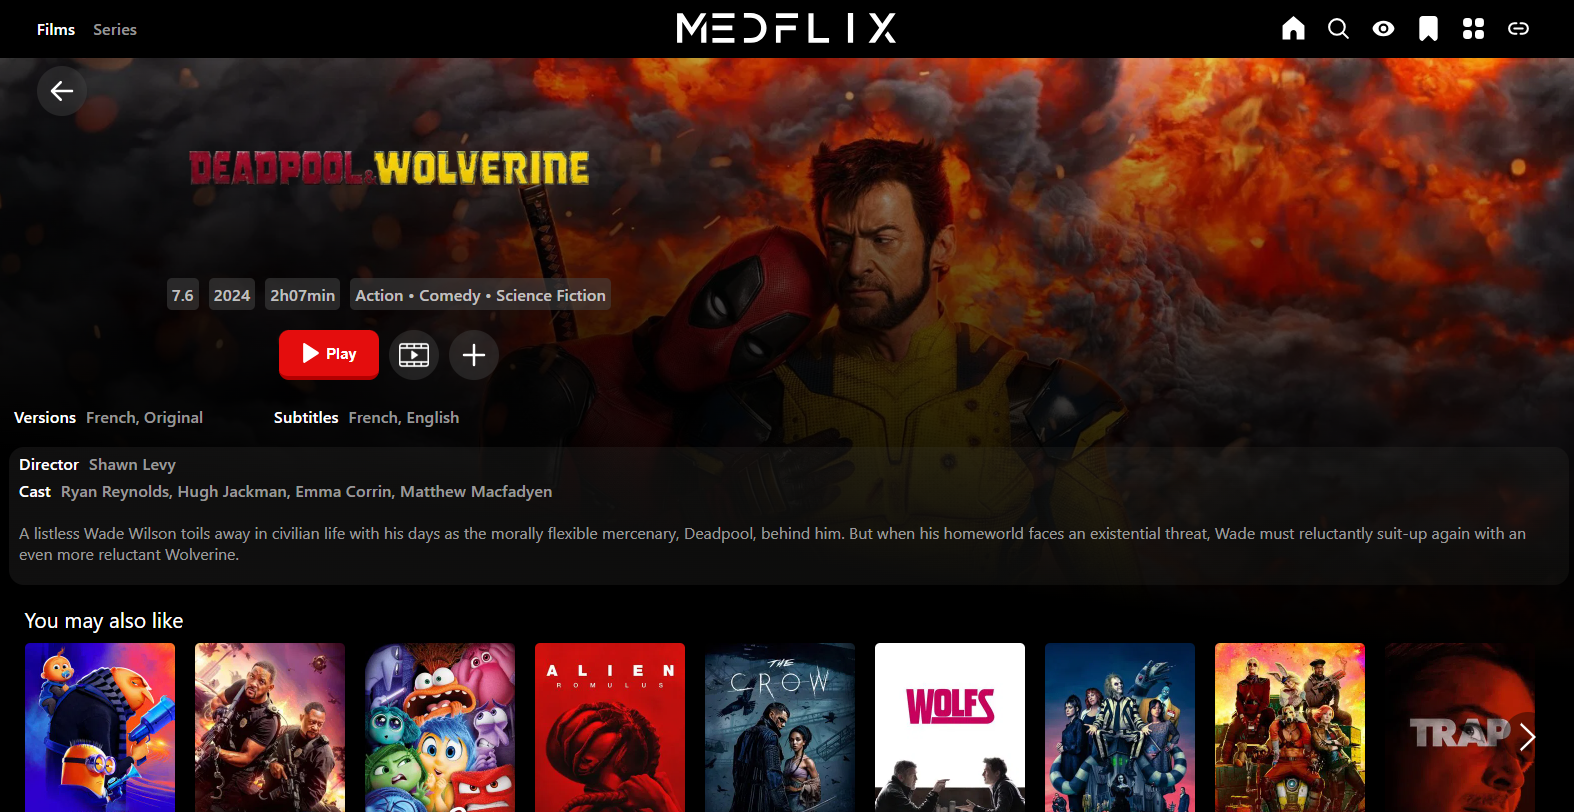 Films Series MEDFLIX
DEADPOOL & WOLVERINE
7.6 2024 2h07min Action • Comedy • Science Fiction
Play
Versions French, Original Subtitles French, English
Director Shawn Levy
Cast Ryan Reynolds, Hugh Jackman, Emma Corrin, Matthew Macfadyen
A listless Wade Wilson toils away in civilian life with his days as the morally flexible mercenary, Deadpool, behind him. But when his homeworld faces an existential threat, Wade must reluctantly suit-up again with an
even more reluctant Wolverine.
You may also like
ALIEN
ROMULUS
THE
CROW
WOLFS
TRAP